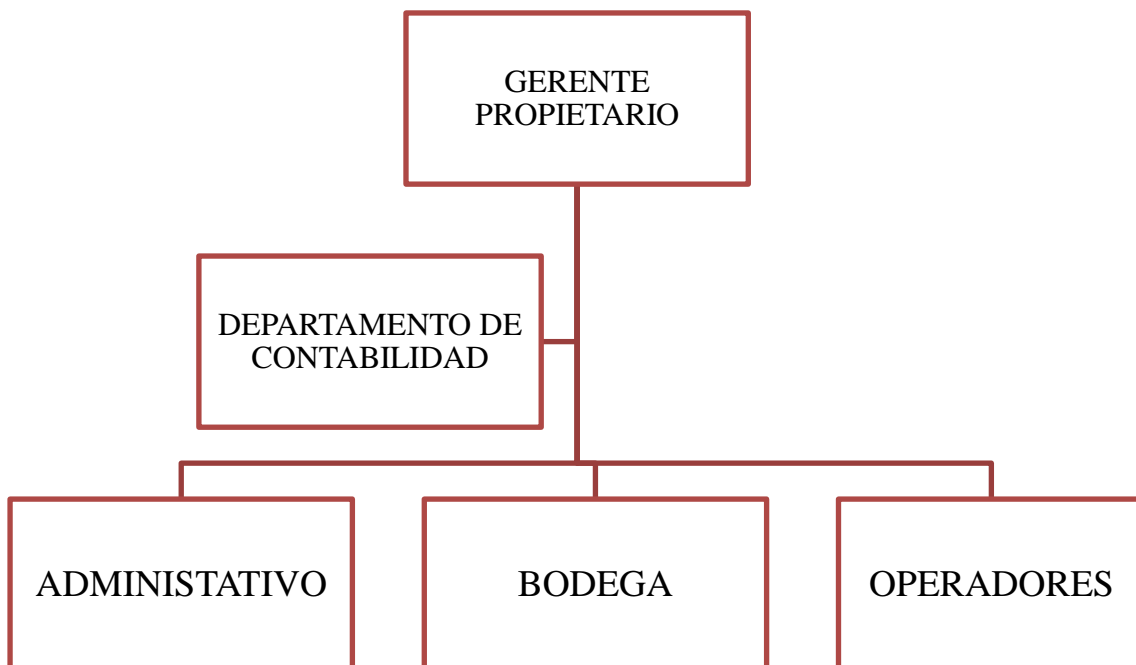 GERENTE
PROPIETARIO
DEPARTAMENTO DE
CONTABILIDAD
ADMINISTATIVO
BODEGA
OPERADORES